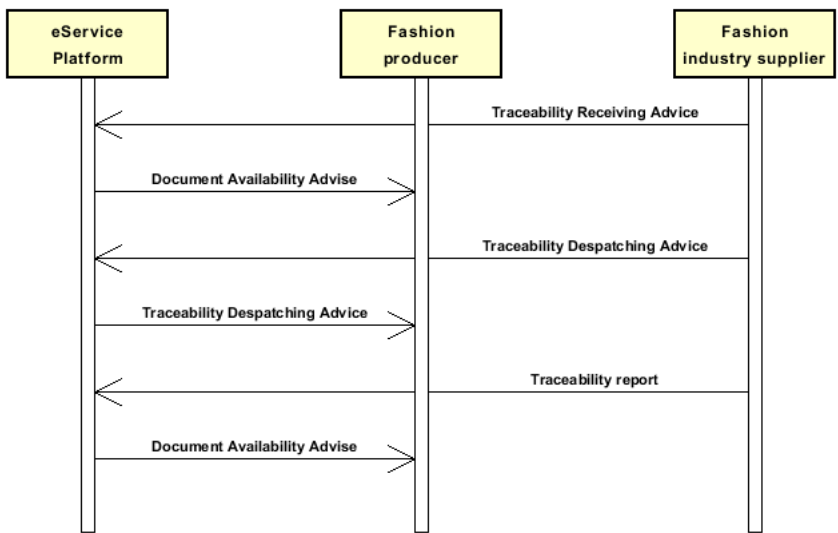 eService
Platform
Fashion
producer
Fashion
industry supplier
Traceability Receiving Advice
Document Availability Advise
Traceability Despatching Advice
Traceability Despatching Advice
Traceability report
Document Availability Advise